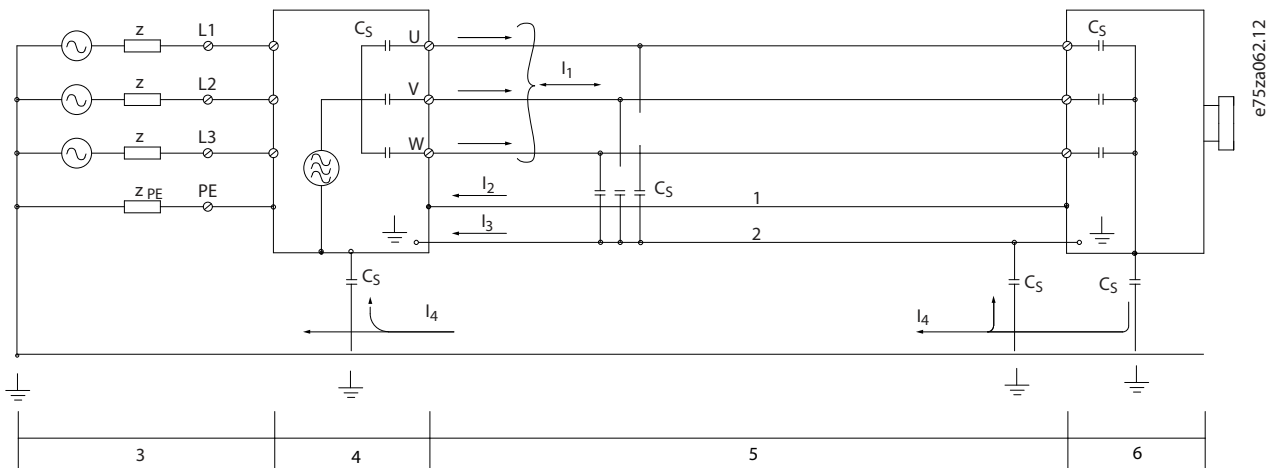 z L1 C_S U C_S
I_1
z L2 V
z L3 W
z_PE PE I_2 C_S 1
I_3 2
C_S C_S C_S
I_4 I_4
3 4 5 6
e75za062.12